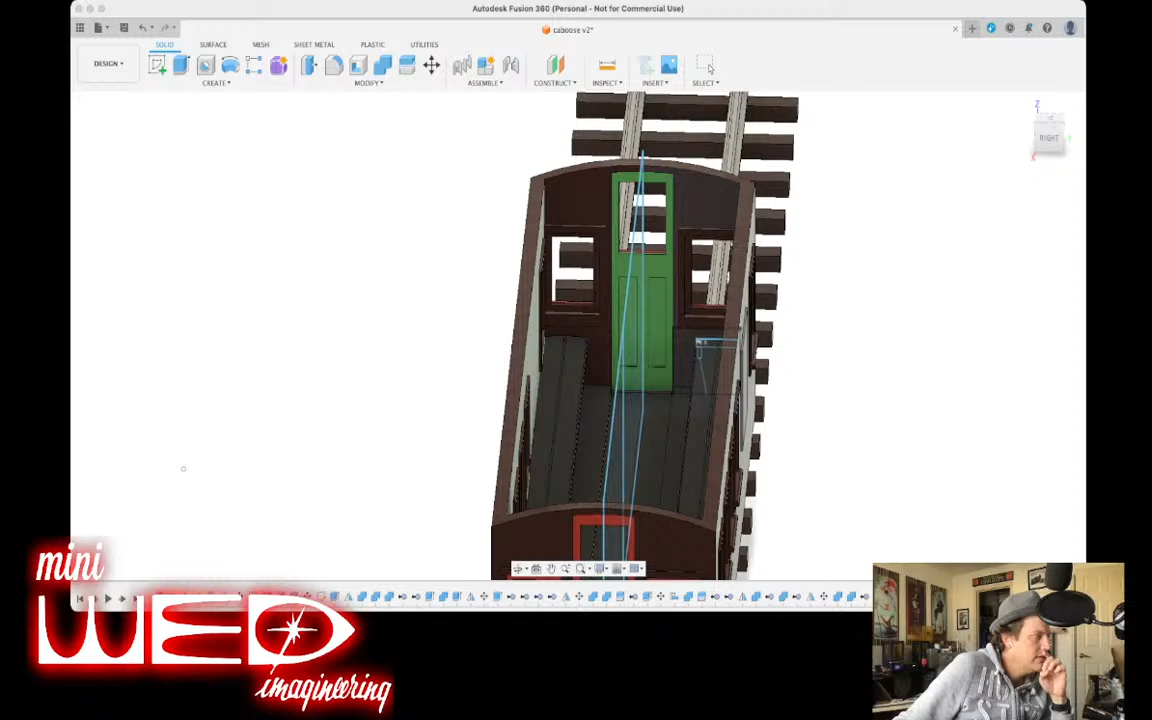 Autodesk Fusion 360 (Personal - Not for Commercial Use)
caboose v2*
SOLID SURFACE MESH SHEET METAL PLASTIC UTILITIES
DESIGN
CREATE MODIFY ASSEMBLE CONSTRUCT INSPECT INSERT SELECT
Z
RIGHT
X
mini
WED
imagineering